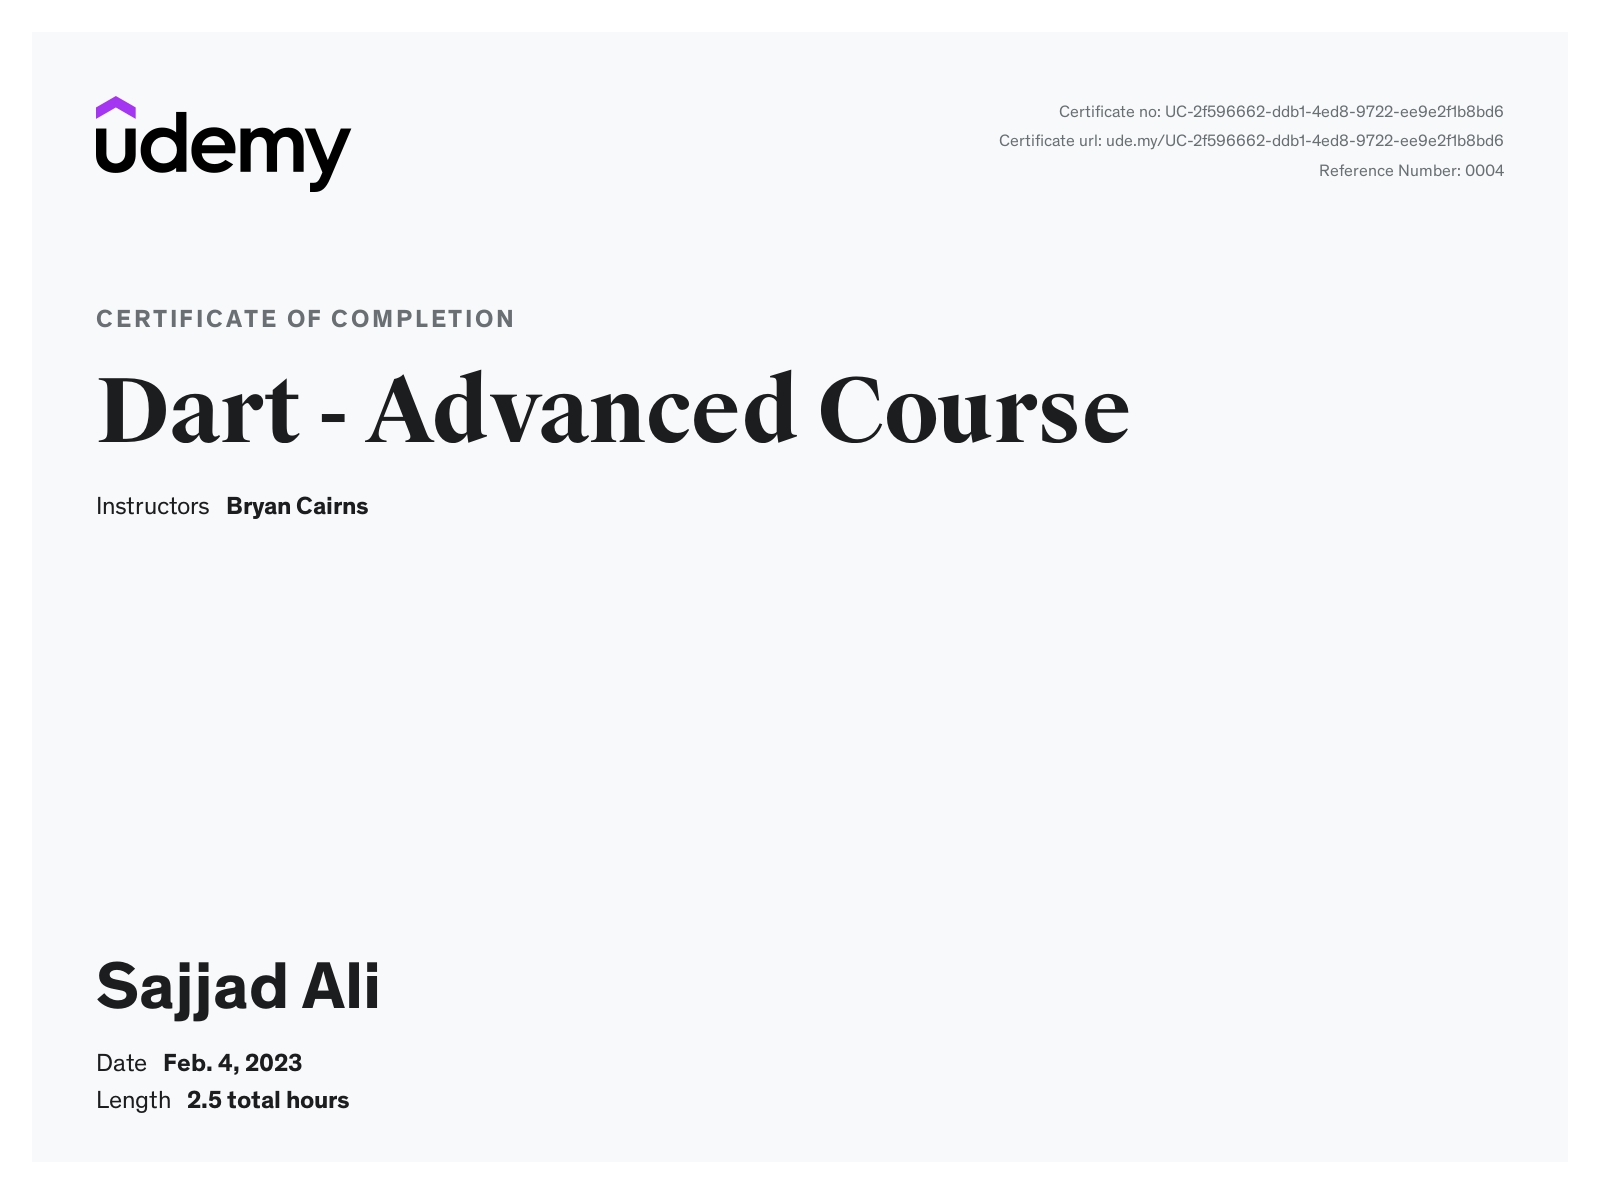 udemy
Certificate no: UC-2f596662-ddb1-4ed8-9722-ee9e2f1b8bd6
Certificate url: ude.my/UC-2f596662-ddb1-4ed8-9722-ee9e2f1b8bd6
Reference Number: 0004
CERTIFICATE OF COMPLETION
Dart - Advanced Course
Instructors Bryan Cairns
Sajjad Ali
Date Feb. 4, 2023
Length 2.5 total hours